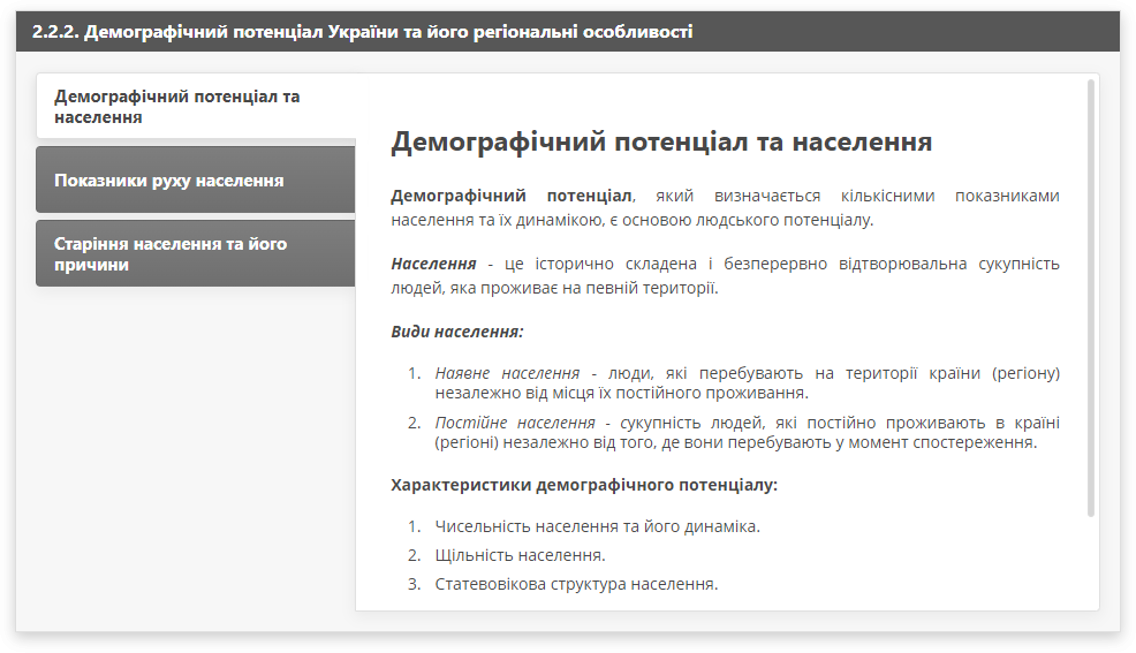 2.2.2. Демографічний потенціал України та його регіональні особливості
Демографічний потенціал та
населення
Показники руху населення
Старіння населення та його
причини
Демографічний потенціал та населення
Демографічний потенціал, який визначається кількісними показниками
населення та їх динамікою, є основою людського потенціалу.
Населення - це історично складена і безперервно відтворювальна сукупність
людей, яка проживає на певній території.
Види населення:
1. Наявне населення - люди, які перебувають на території країни (регіону)
незалежно від місця їх постійного проживання.
2. Постійне населення - сукупність людей, які постійно проживають в країні
(регіоні) незалежно від того, де вони перебувають у момент спостереження.
Характеристики демографічного потенціалу:
1. Чисельність населення та його динаміка.
2. Щільність населення.
3. Статевовікова структура населення.